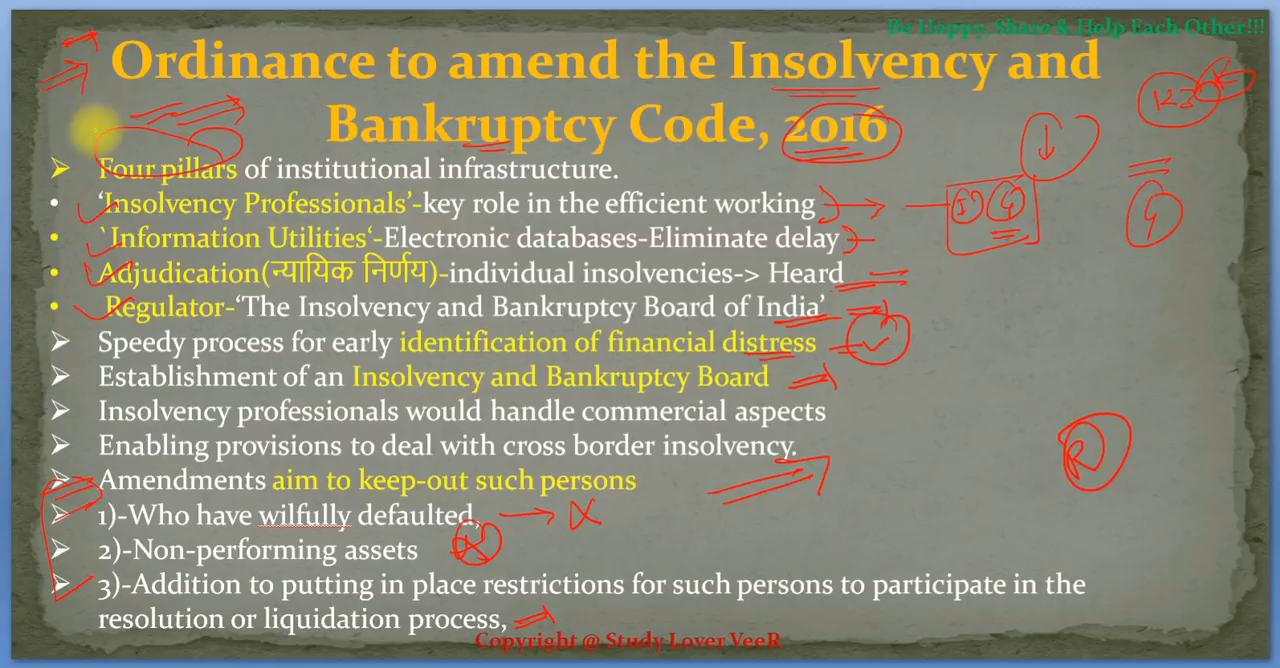 Be Happy, Share & Help Each Other!!!
Ordinance to amend the Insolvency and
Bankruptcy Code, 2016
Four pillars of institutional infrastructure.
'Insolvency Professionals'-key role in the efficient working
`Information Utilities'-Electronic databases-Eliminate delay
Adjudication(न्यायिक निर्णय)-individual insolvencies-> Heard
Regulator-'The Insolvency and Bankruptcy Board of India'
Speedy process for early identification of financial distress
Establishment of an Insolvency and Bankruptcy Board
Insolvency professionals would handle commercial aspects
Enabling provisions to deal with cross border insolvency.
Amendments aim to keep-out such persons
1)-Who have wilfully defaulted,
2)-Non-performing assets
3)-Addition to putting in place restrictions for such persons to participate in the
resolution or liquidation process,
Copyright @ Study Lover VeeR